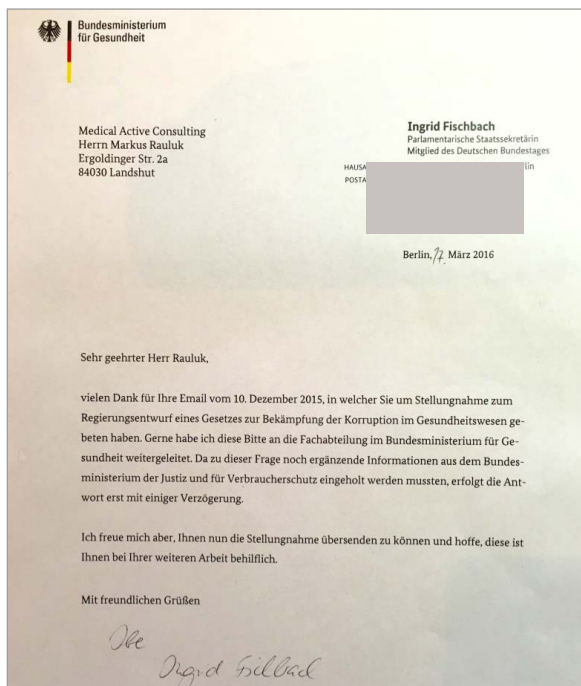 Bundesministerium
für Gesundheit
Medical Active Consulting
Herrn Markus Rauluk
Ergoldinger Str. 2a
84030 Landshut
Ingrid Fischbach
Parlamentarische Staatssekretärin
Mitglied des Deutschen Bundestages
HAUSA
POSTA
Berlin, 17. März 2016
Sehr geehrter Herr Rauluk,
vielen Dank für Ihre Email vom 10. Dezember 2015, in welcher Sie um Stellungnahme zum
Regierungsentwurf eines Gesetzes zur Bekämpfung der Korruption im Gesundheitswesen ge-
beten haben. Gerne habe ich diese Bitte an die Fachabteilung im Bundesministerium für Ge-
sundheit weitergeleitet. Da zu dieser Frage noch ergänzende Informationen aus dem Bundes-
ministerium der Justiz und für Verbraucherschutz eingeholt werden mussten, erfolgt die Ant-
wort erst mit einiger Verzögerung.
Ich freue mich aber, Ihnen nun die Stellungnahme übersenden zu können und hoffe, diese ist
Ihnen bei Ihrer weiteren Arbeit behilflich.
Mit freundlichen Grüßen
Ihre
Ingrid Fischbach